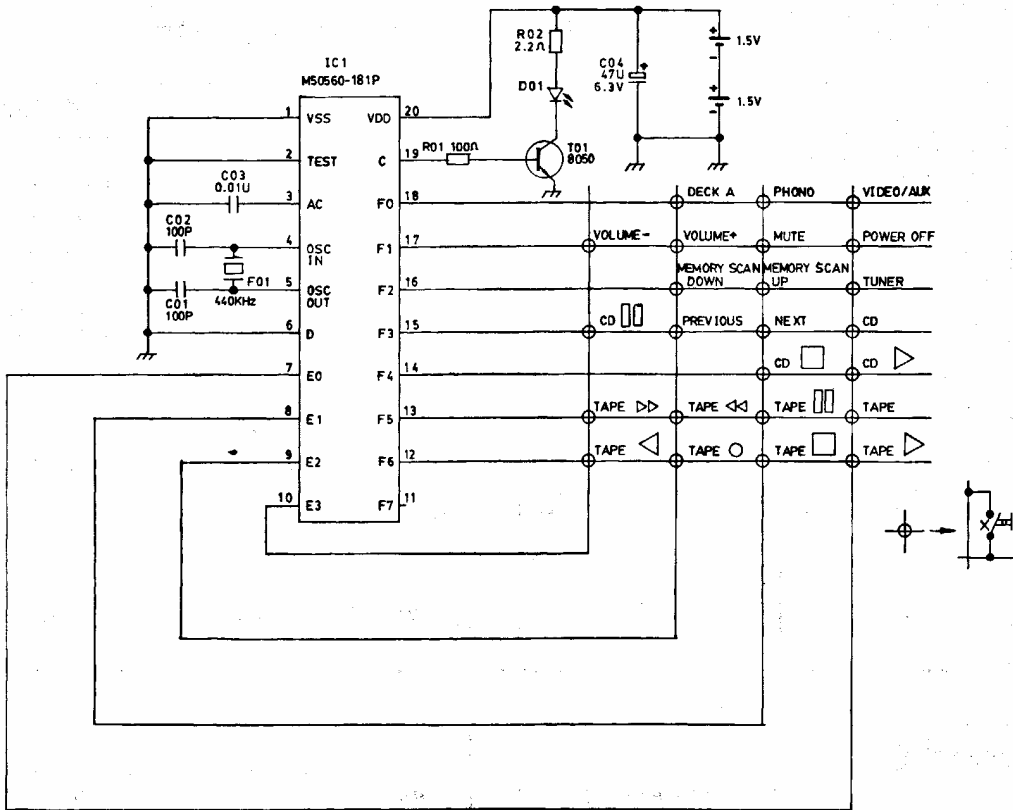 IC1
M50560-181P
1 VSS VDD 20
2 TEST C 19
3 AC F0 18
4 OSC IN F1 17
5 OSC OUT F2 16
6 D F3 15
7 E0 F4 14
8 E1 F5 13
9 E2 F6 12
10 E3 F7 11
C03
0.01U
C02
100P
F01
440KHz
C01
100P
R01 100Ω
R02
2.2Ω
D01
T01
8050
C04
47U
6.3V
+
+
1.5V
-
+
1.5V
-
DECK A PHONO VIDEO/AUX
VOLUME- VOLUME+ MUTE POWER OFF
MEMORY SCAN DOWN MEMORY SCAN UP TUNER
CD PREVIOUS NEXT CD
CD CD
TAPE TAPE TAPE TAPE
TAPE TAPE TAPE TAPE